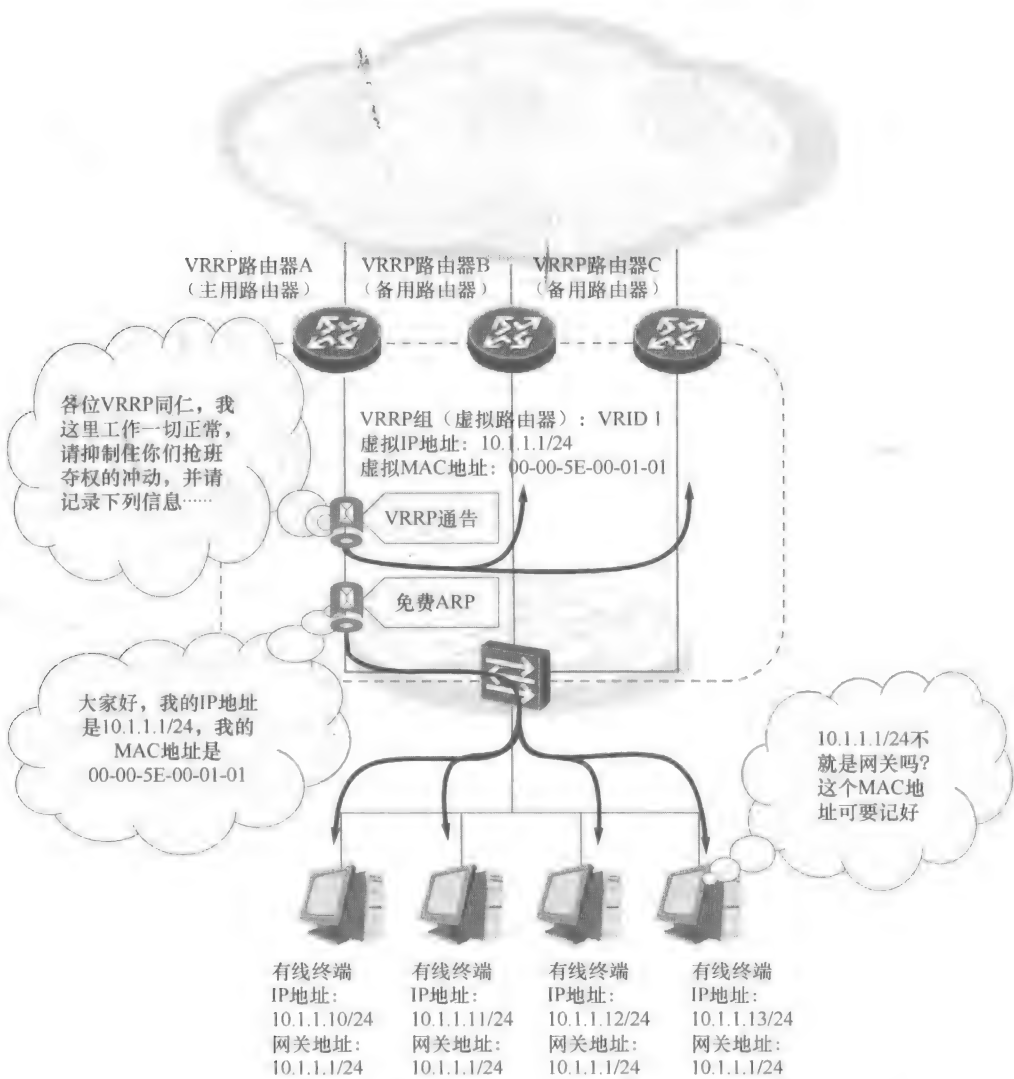 VRRP路由器A
（主用路由器）
VRRP路由器B
（备用路由器）
VRRP路由器C
（备用路由器）
各位VRRP同仁，我
这里工作一切正常，
请抑制住你们抢班
夺权的冲动，并请
记录下列信息……
VRRP组（虚拟路由器）：VRID 1
虚拟IP地址：10.1.1.1/24
虚拟MAC地址：00-00-5E-00-01-01
VRRP通告
免费ARP
大家好，我的IP地址
是10.1.1.1/24，我的
MAC地址是
00-00-5E-00-01-01
10.1.1.1/24不
就是网关吗？
这个MAC地
址可要记好
有线终端
IP地址：
10.1.1.10/24
网关地址：
10.1.1.1/24
有线终端
IP地址：
10.1.1.11/24
网关地址：
10.1.1.1/24
有线终端
IP地址：
10.1.1.12/24
网关地址：
10.1.1.1/24
有线终端
IP地址：
10.1.1.13/24
网关地址：
10.1.1.1/24